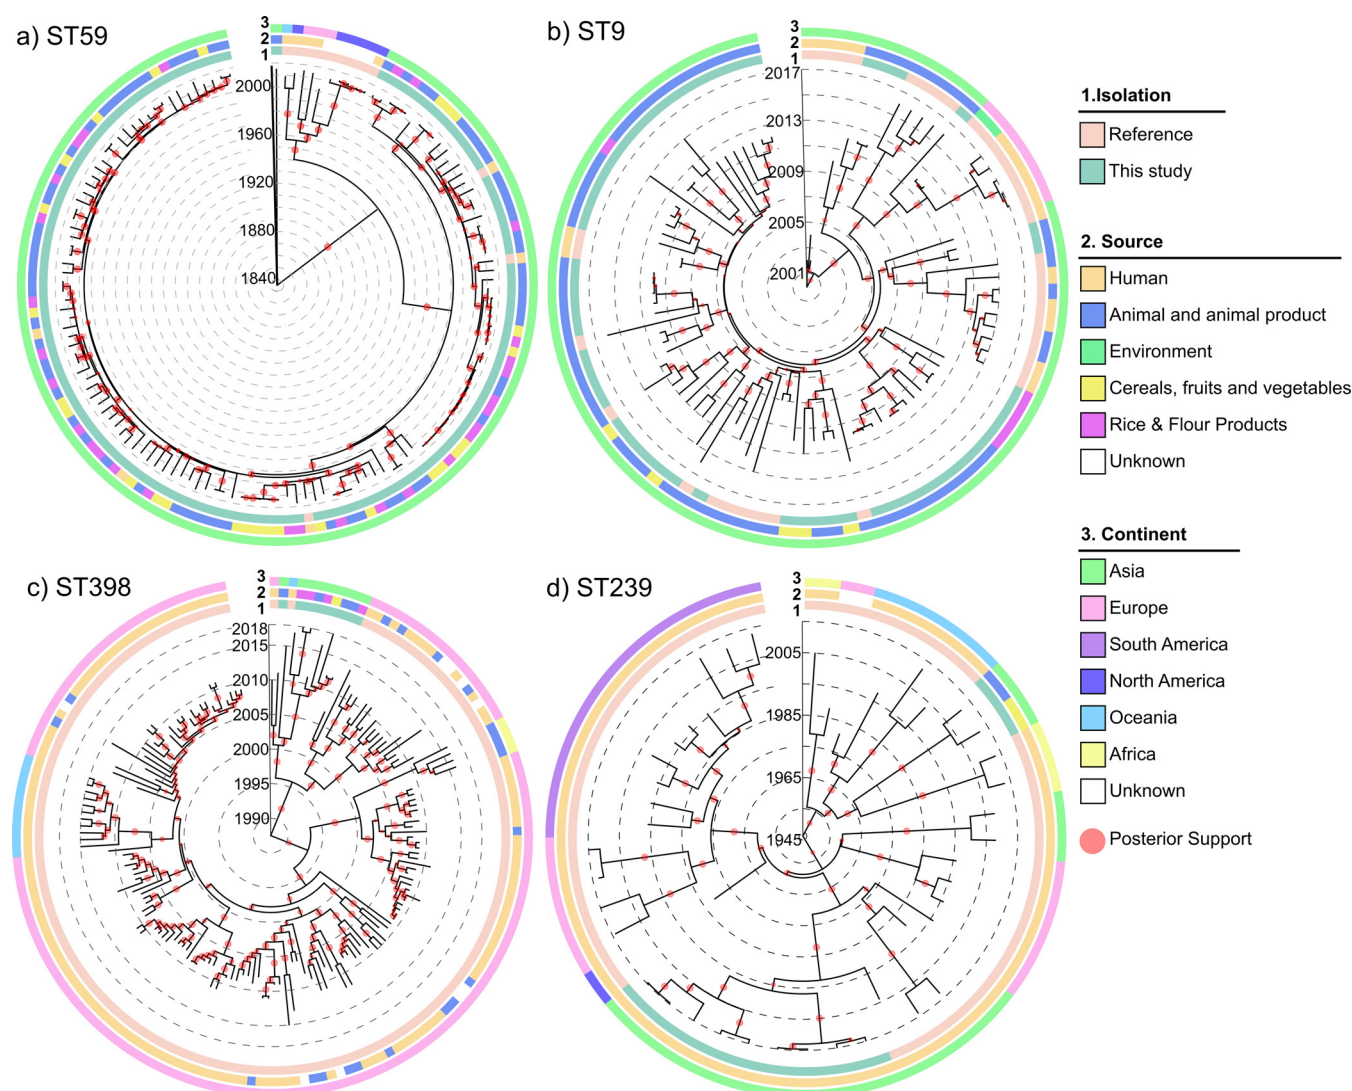 a) ST59
3
2
1
2000
1960
1920
1880
1840
b) ST9
3
2
1
2017
2013
2009
2005
2001
c) ST398
3
2
1
2018
2015
2010
2005
2000
1995
1990
d) ST239
3
2
1
2005
1985
1965
1945
1.Isolation
Reference
This study
2. Source
Human
Animal and animal product
Environment
Cereals, fruits and vegetables
Rice & Flour Products
Unknown
3. Continent
Asia
Europe
South America
North America
Oceania
Africa
Unknown
Posterior Support